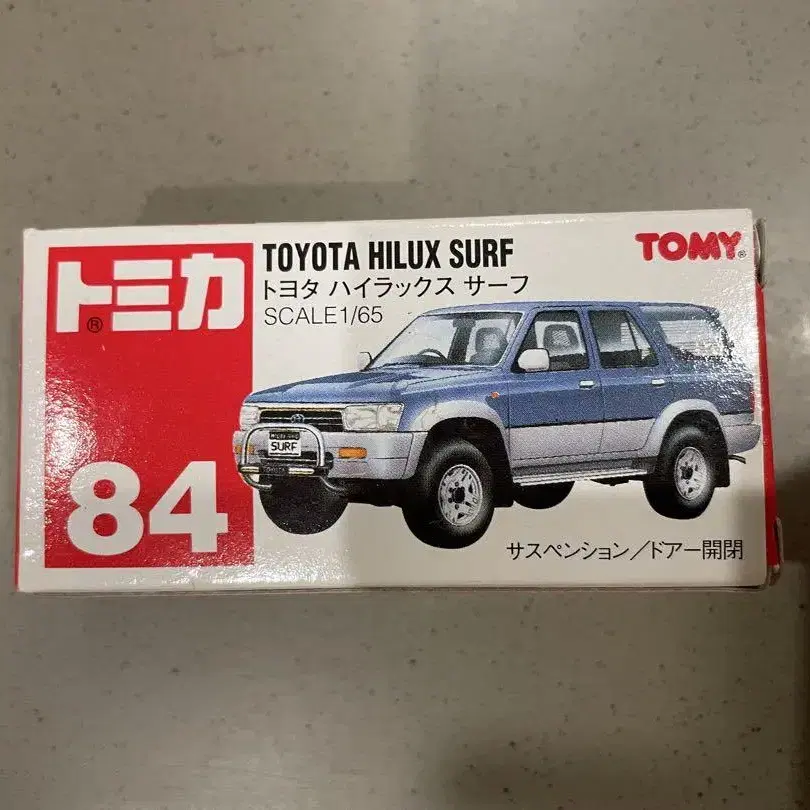 トミカ®
84
TOYOTA HILUX SURF
トヨタ ハイラックス サーフ
SCALE1/65
TOMY®
SURF
サスペンション/ドアー開閉